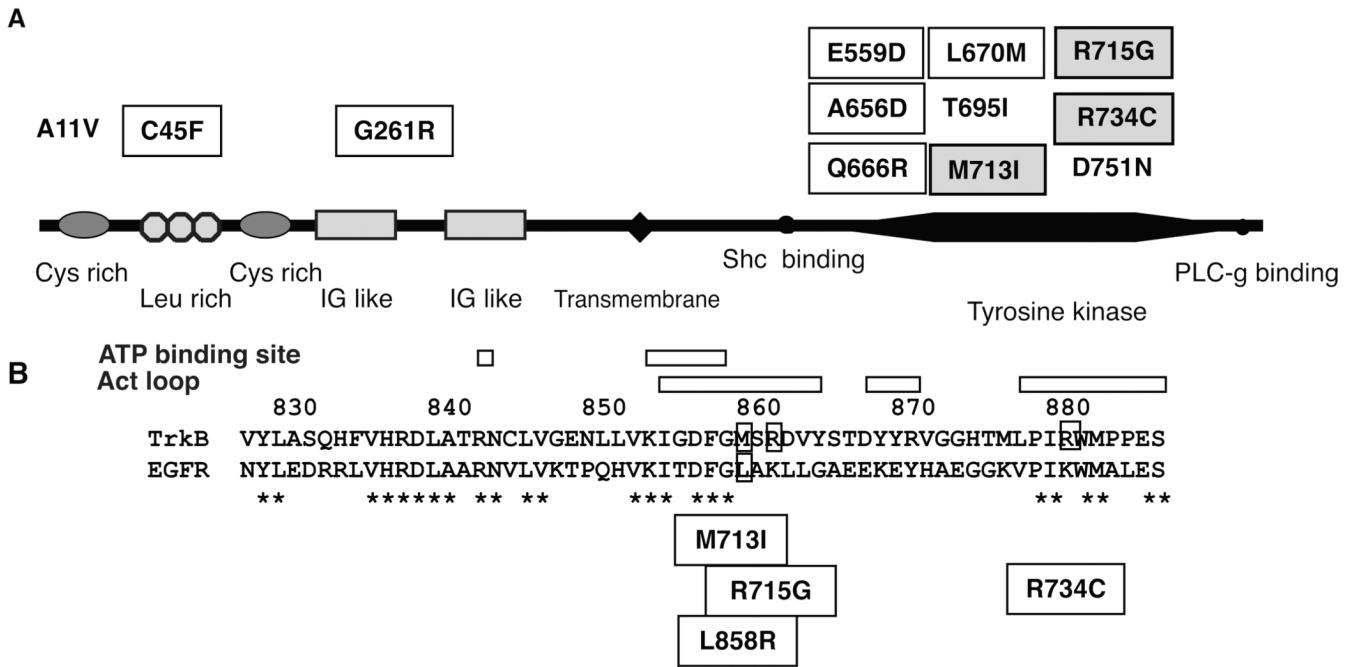 A
E559D L670M R715G
A11V C45F G261R A656D T695I R734C
Q666R M713I D751N
Cys rich Leu rich Cys rich IG like IG like Transmembrane Shc binding Tyrosine kinase PLC-g binding
B
ATP binding site
Act loop
830 840 850 860 870 880
TrkB VYLASQHFVHRDLATRNCLVGENLLVKIGDFGMSRDVYSTDYYRVGGHTMLPIRWMPPES
EGFR NYLEDRRLVHRDLAARNVLVKTPQHVKITDFGLAKLLGAEEKEYHAEGGKVPIKWMALES
** ****** ** ** *** *** ** ** **
M713I
R715G R734C
L858R